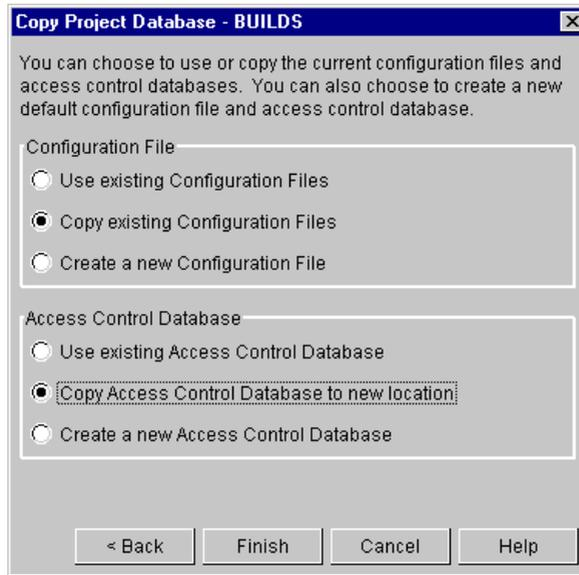 Copy Project Database - BUILDS
You can choose to use or copy the current configuration files and
access control databases. You can also choose to create a new
default configuration file and access control database.
Configuration File
Use existing Configuration Files
Copy existing Configuration Files
Create a new Configuration File
Access Control Database
Use existing Access Control Database
Copy Access Control Database to new location
Create a new Access Control Database
< Back Finish Cancel Help